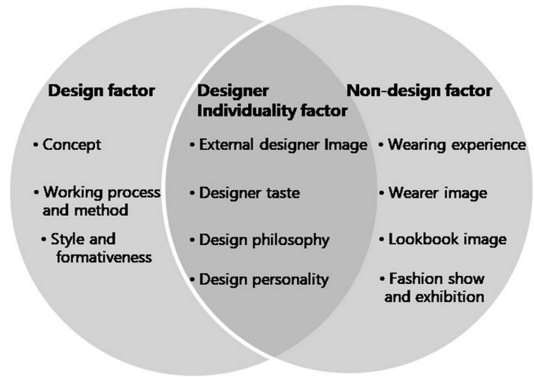 Design factor
• Concept
• Working process
and method
• Style and
formativeness
Designer
Individuality factor
• External designer Image
• Designer taste
• Design philosophy
• Design personality
Non-design factor
• Wearing experience
• Wearer image
• Lookbook image
• Fashion show
and exhibition